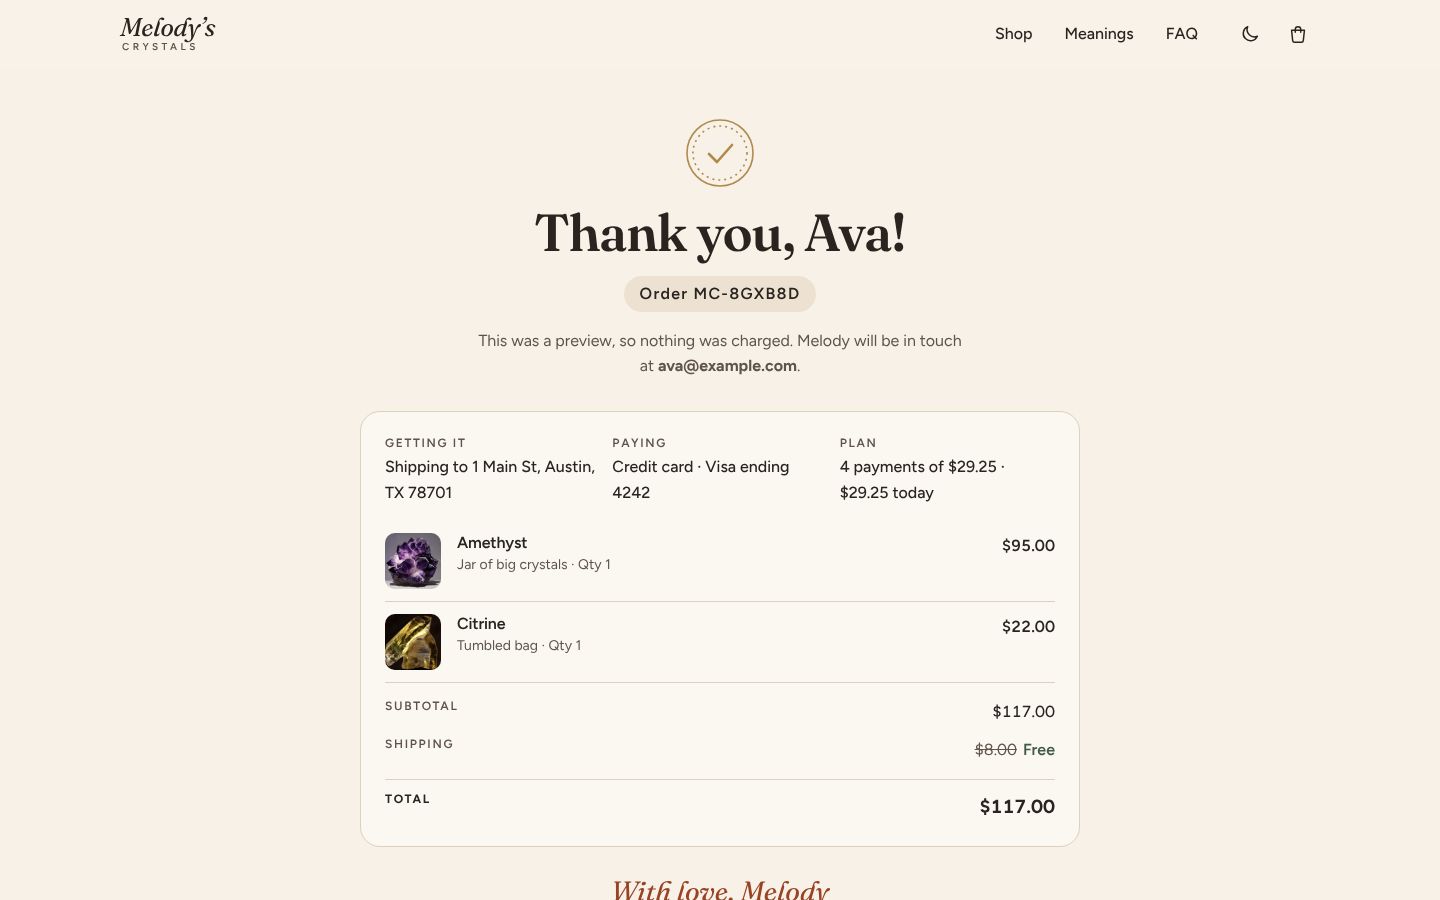 Melody's
CRYSTALS
Shop
Meanings
FAQ
Thank you, Ava!
Order MC-8GXB8D
This was a preview, so nothing was charged. Melody will be in touch
at ava@example.com.
GETTING IT
Shipping to 1 Main St, Austin,
TX 78701
PAYING
Credit card · Visa ending
4242
PLAN
4 payments of $29.25 ·
$29.25 today
Amethyst
Jar of big crystals · Qty 1
$95.00
Citrine
Tumbled bag · Qty 1
$22.00
SUBTOTAL
$117.00
SHIPPING
$8.00 Free
TOTAL
$117.00
With love, Melody